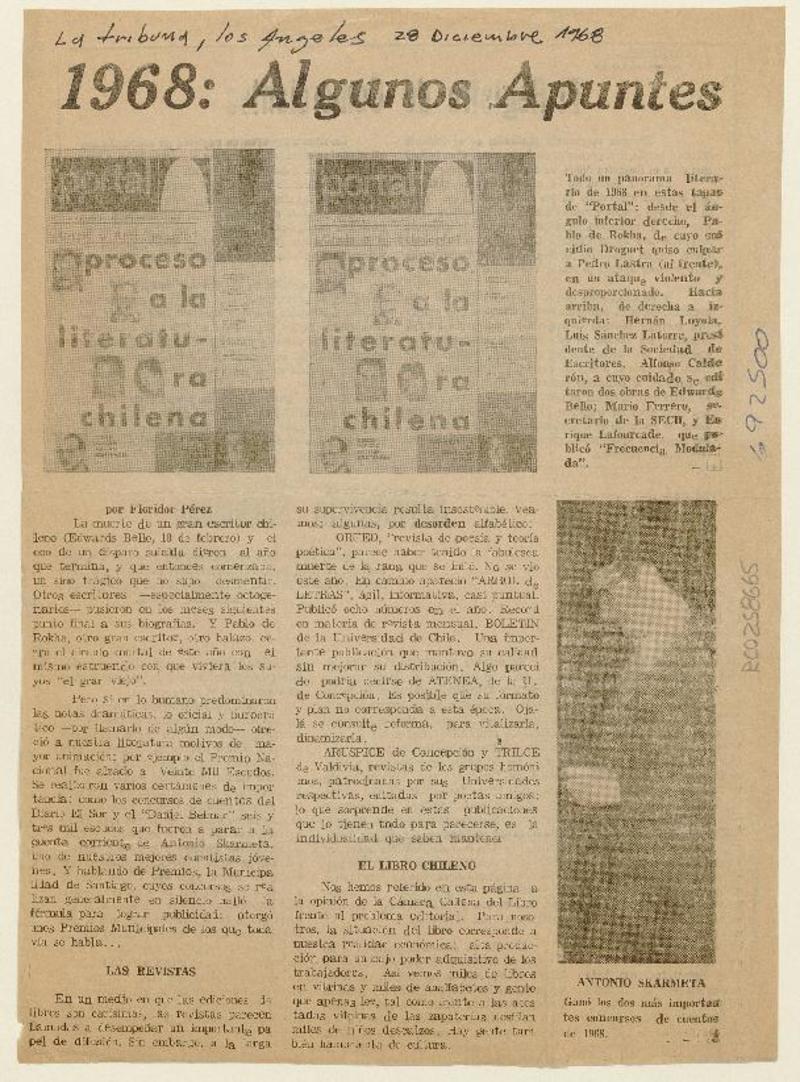 La tribuna, los Angeles 28 Diciembre 1968
1968: Algunos Apuntes
portal
proceso
a la
literatu-
ra
chilena
portal
proceso
a la
literatu-
ra
chilena
Todo un panorama litera-
rio de 1968 en estas tapas
de "Portal": desde el án-
gulo inferior derecho, Pa-
blo de Rokha, de cuyo sui
cidio Droguet quiso culpar
a Pedro Lastra (al frente),
en un ataque violento y
desproporcionado. Hacia
arriba, de derecha a iz-
quierda: Hernán Loyola,
Luis Sánchez Latorre, presi
dente de la Sociedad de
Escritores, Alfonso Calde
rón, a cuyo cuidado se edi
taron dos obras de Edwards
Bello; Mario Ferrero, se-
cretario de la SECH, y En
rique Lafourcade, que pu-
blicó "Frecuencia Modula-
da".
692500
por Floridor Pérez
La muerte de un gran escritor chi-
leno (Edwards Bello, 18 de febrero) y el
eco de un disparo suicida dieron al año
que termina, y que entonces comenzaba,
un sino trágico que no supo desmentir.
Otros escritores —especialmente octoge-
narios— pusieron en los meses siguientes
punto final a sus biografías. Y Pablo de
Rokha, otro gran escritor, otro balazo, ce-
rra el círculo mortal de este año con el
mismo estruendo con que viviera los su-
yos "el gran viejo".
Pero si en lo humano predominaron
las notas dramáticas, lo oficial y burocrá
tico —por llamarlo de algún modo— ofre-
ció a nuestra literatura motivos de ma-
yor animación: por ejemplo el Premio Na-
cional fue alzado a Veinte Mil Escudos.
Se realizaron varios certámenes de impor
tancia: como los concursos de cuentos del
Diario El Sur y el "Daniel Belmar" seis y
tres mil escudos que fueron a parar a la
cuenta corriente de Antonio Skarmeta,
uno de nuestros mejores cuentistas jóve-
nes. Y hablando de Premios, la Municipa
lidad de Santiago, cuyos concursos se rea
lizan generalmente en silencio halló la
fórmula para lograr publicidad: otorgó
unos Premios Municipales de los que toda
vía se habla...
LAS REVISTAS
En un medio en que las ediciones de
libros son carísimas, las revistas parecen
llamadas a desempeñar un importante pa
pel de difusión. Sin embargo, a la larga
su supervivencia resulta insostenible. Vea-
mos algunas, por desorden alfabético:
ORFEO, "revista de poesía y teoría
poética", parece haber tenido la fabulosa
muerte de la rana que se infló. No se vio
este año. En cambio apareció "ARBOL de
LETRAS", ágil, informativa, casi puntual.
Publicó ocho números en el año. Record
en materia de revista mensual. BOLETIN
de la Universidad de Chile. Una impor-
tante publicación que mantuvo su calidad
sin mejorar su distribución. Algo pareci
do podría decirse de ATENEA, de la U.
de Concepción. Es posible que su formato
y plan no correspondía a esta época. Oja-
lá se consulte reforma, para vitalizarla,
dinamizarla.
ARUSPICE de Concepción y TRILCE
de Valdivia, revistas de los grupos homóni
mos, patrocinadas por sus Universidades
respectivas, editadas por poetas amigos:
lo que sorprende en estas publicaciones
que lo tienen todo para parecerse, es la
individualidad que saben mantener
EL LIBRO CHILENO
Nos hemos referido en esta página a
la opinión de la Cámara Chilena del Libro
frente al problema editorial. Para noso-
tros, la situación del libro corresponde a
nuestra realidad económica: alta produc-
ción para un bajo poder adquisitivo de los
trabajadores. Así vemos miles de libros
en vitrinas y miles de analfabetos y gente
que apenas lee, tal como frente a las ates
tadas vitrinas de las zapaterías desfilan
miles de niños descalzos. Hay gente tam
bién hambrienta de cultura.
ANTONIO SKARMETA
Ganó los dos más importan
tes concursos de cuentos
de 1968.